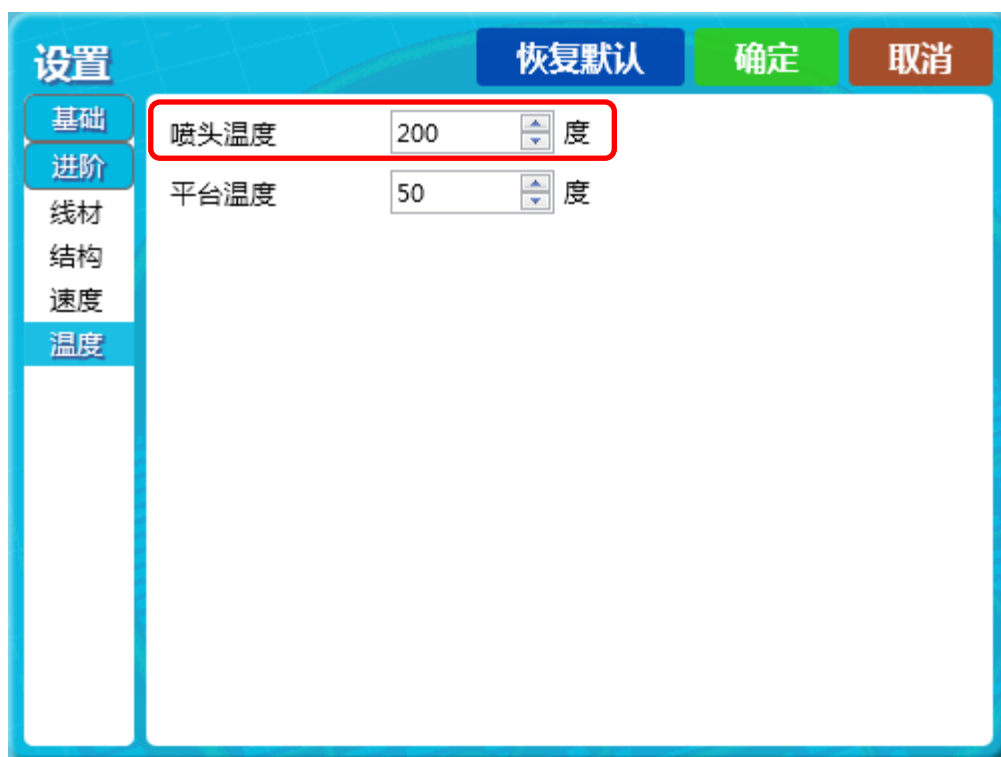 设置
恢复默认
确定
取消
基础
进阶
线材
结构
速度
温度
喷头温度 200 度
平台温度 50 度